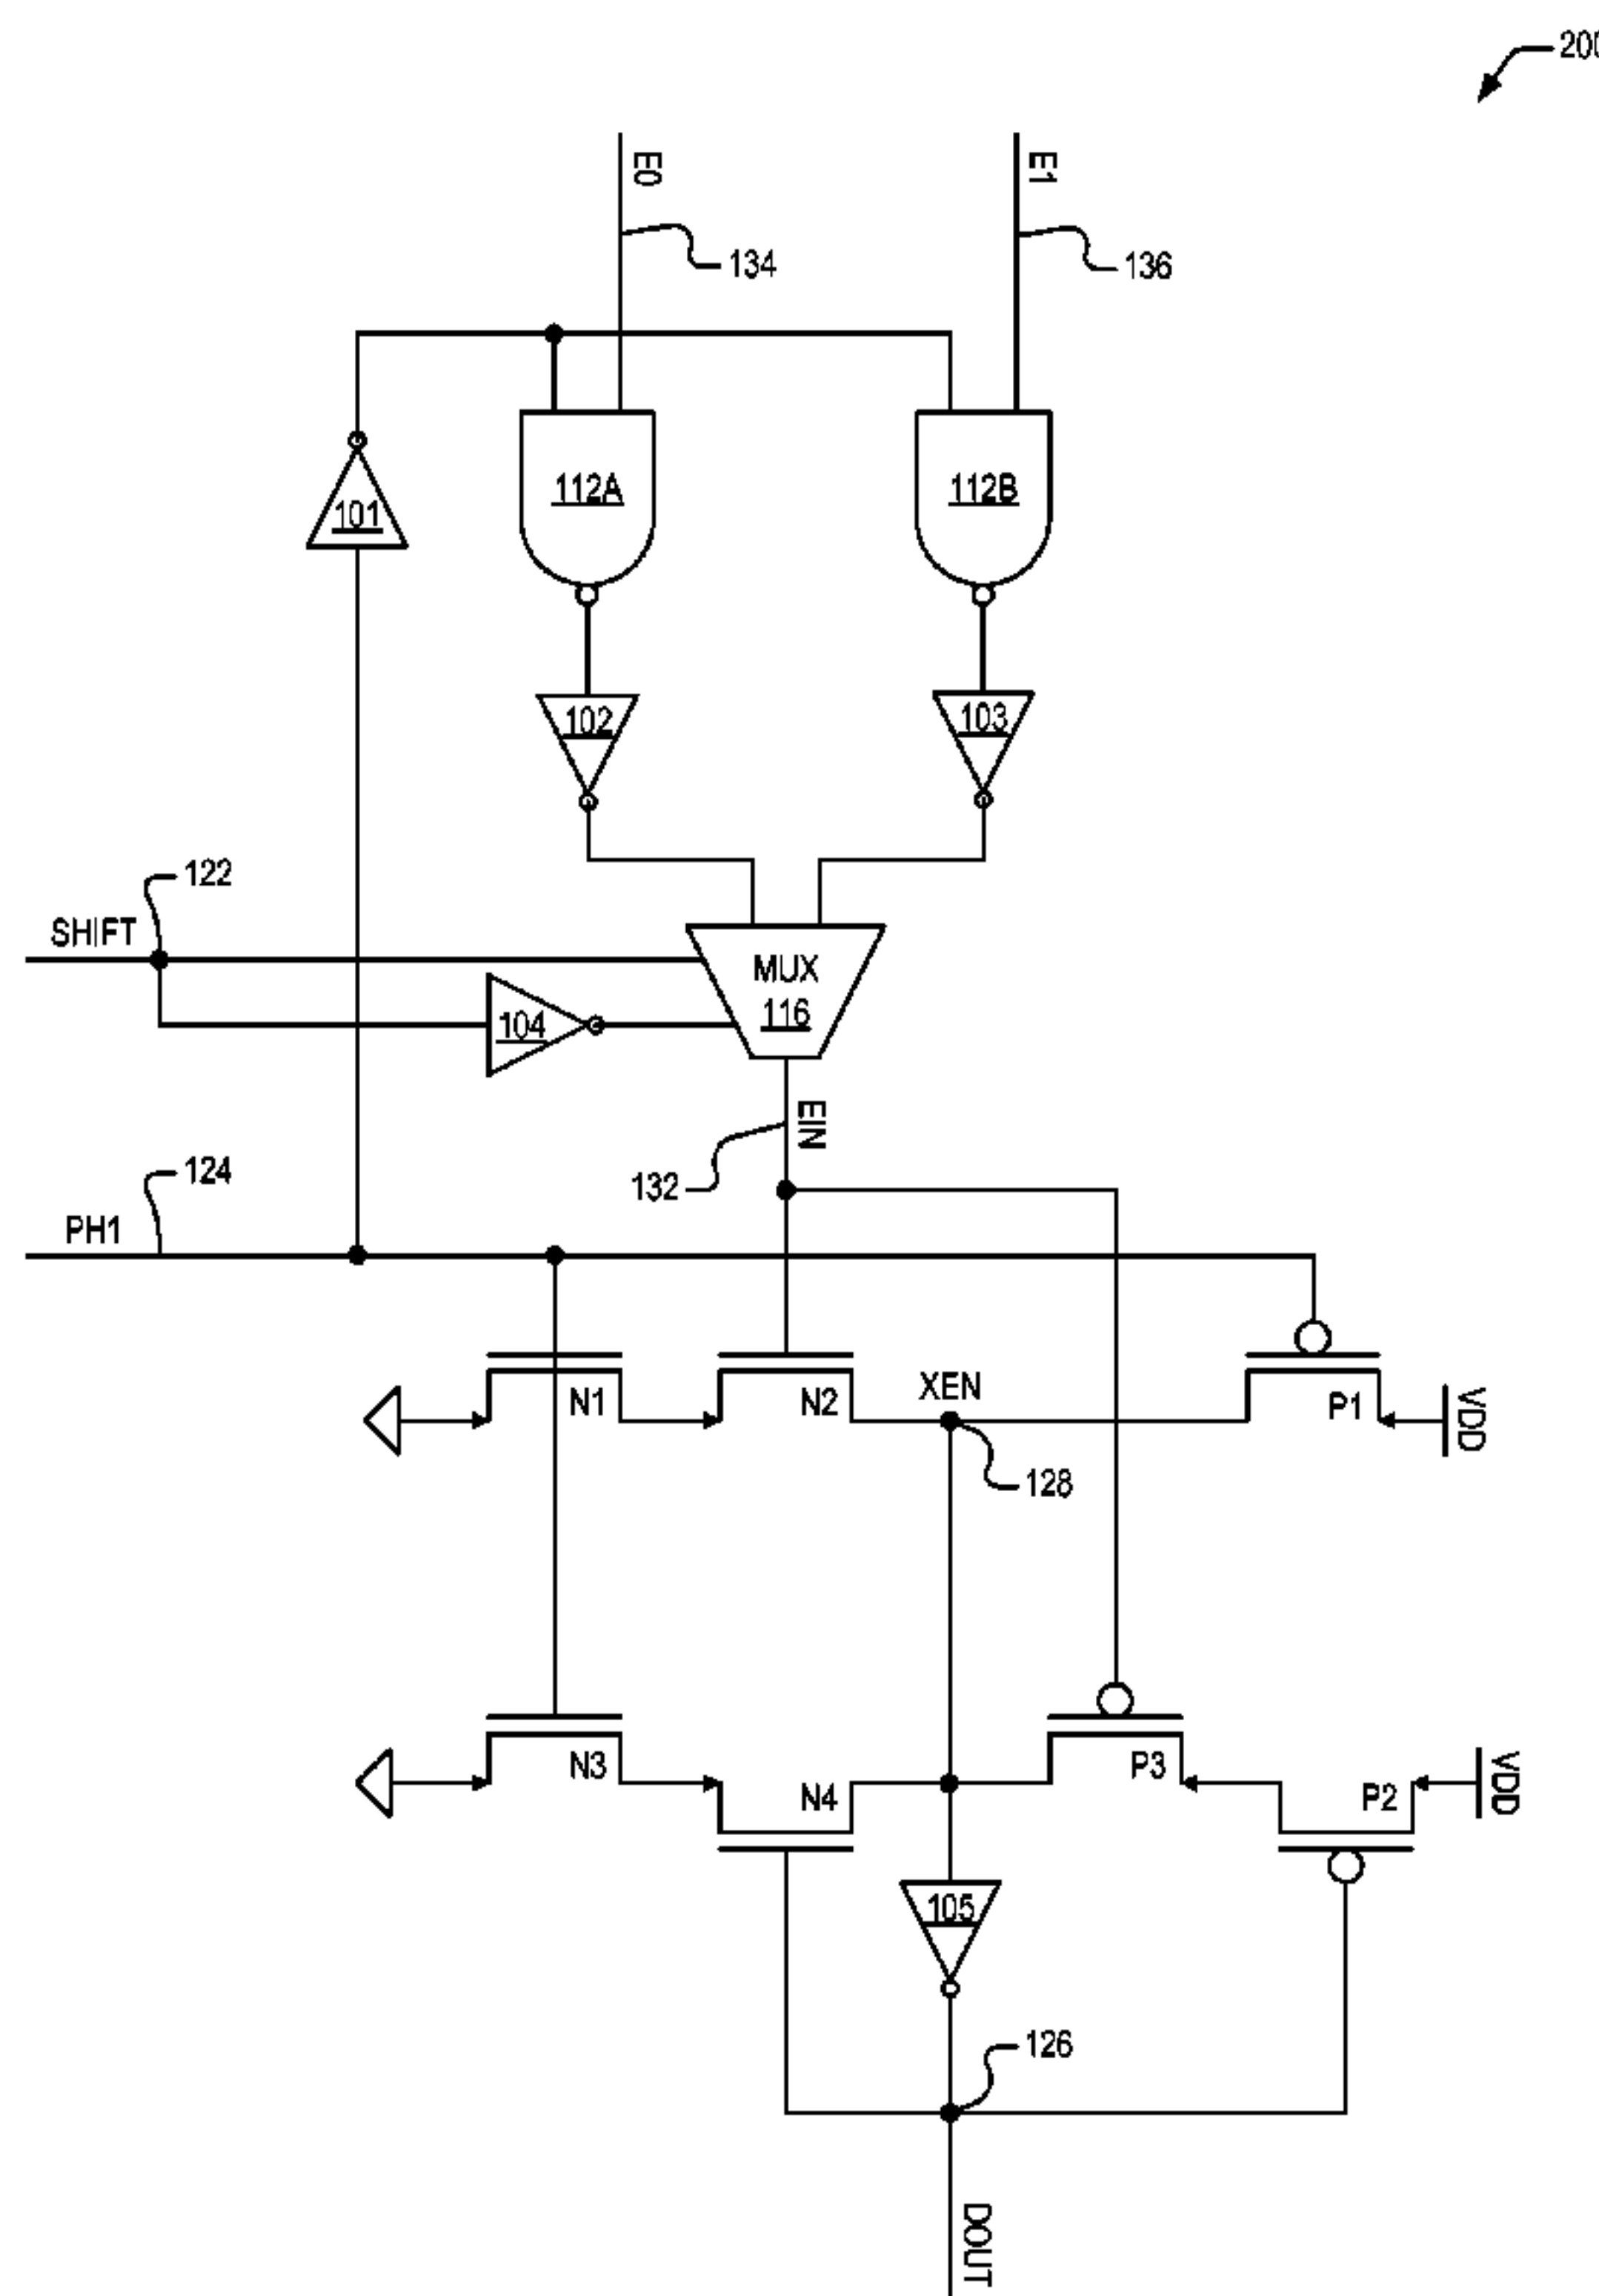 200
E0
E1
134
136
112A
112B
101
102
103
122
SHIFT
MUX
116
104
EIN
132
124
PH1
N1
N2
XEN
P1
VDD
128
N3
N4
P3
P2
VDD
105
126
DOUT